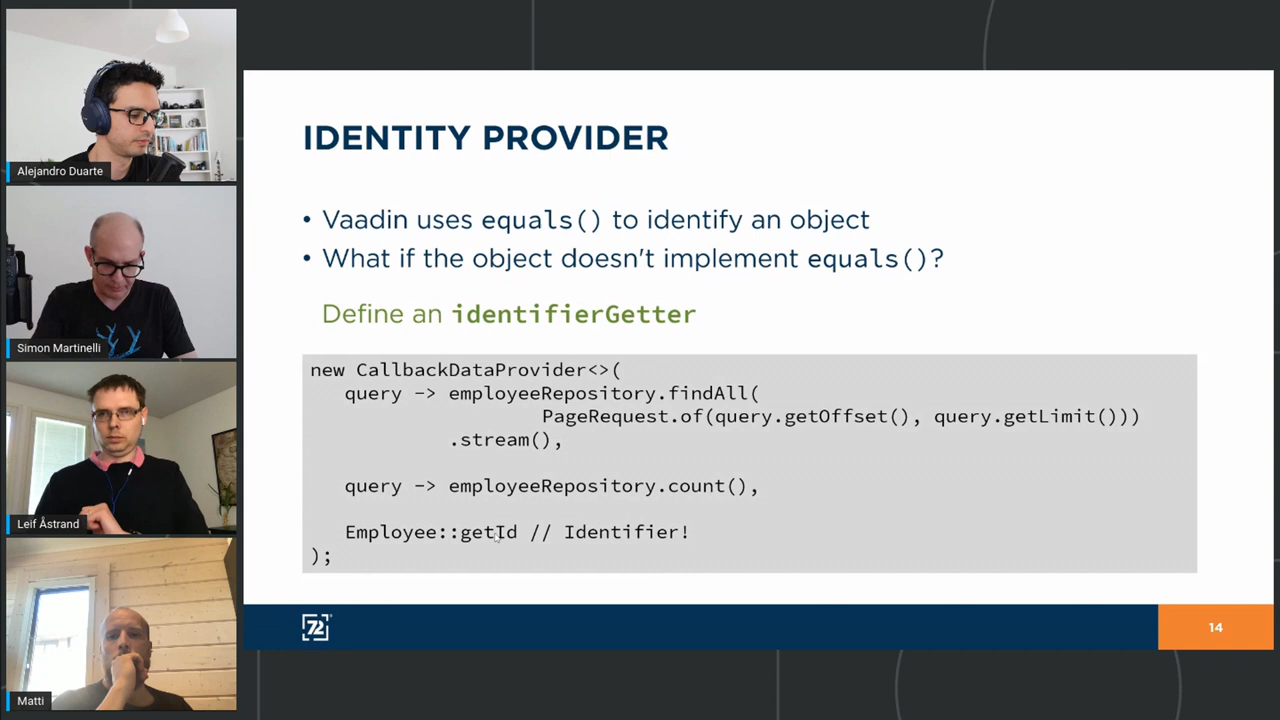 Alejandro Duarte
Simon Martinelli
Leif Åstrand
Matti
IDENTITY PROVIDER
• Vaadin uses equals() to identify an object
• What if the object doesn't implement equals()?
Define an identifierGetter
new CallbackDataProvider<>(
   query -> employeeRepository.findAll(
                    PageRequest.of(query.getOffset(), query.getLimit()))
            .stream(),
   query -> employeeRepository.count(),
   Employee::getId // Identifier!
);
72
14